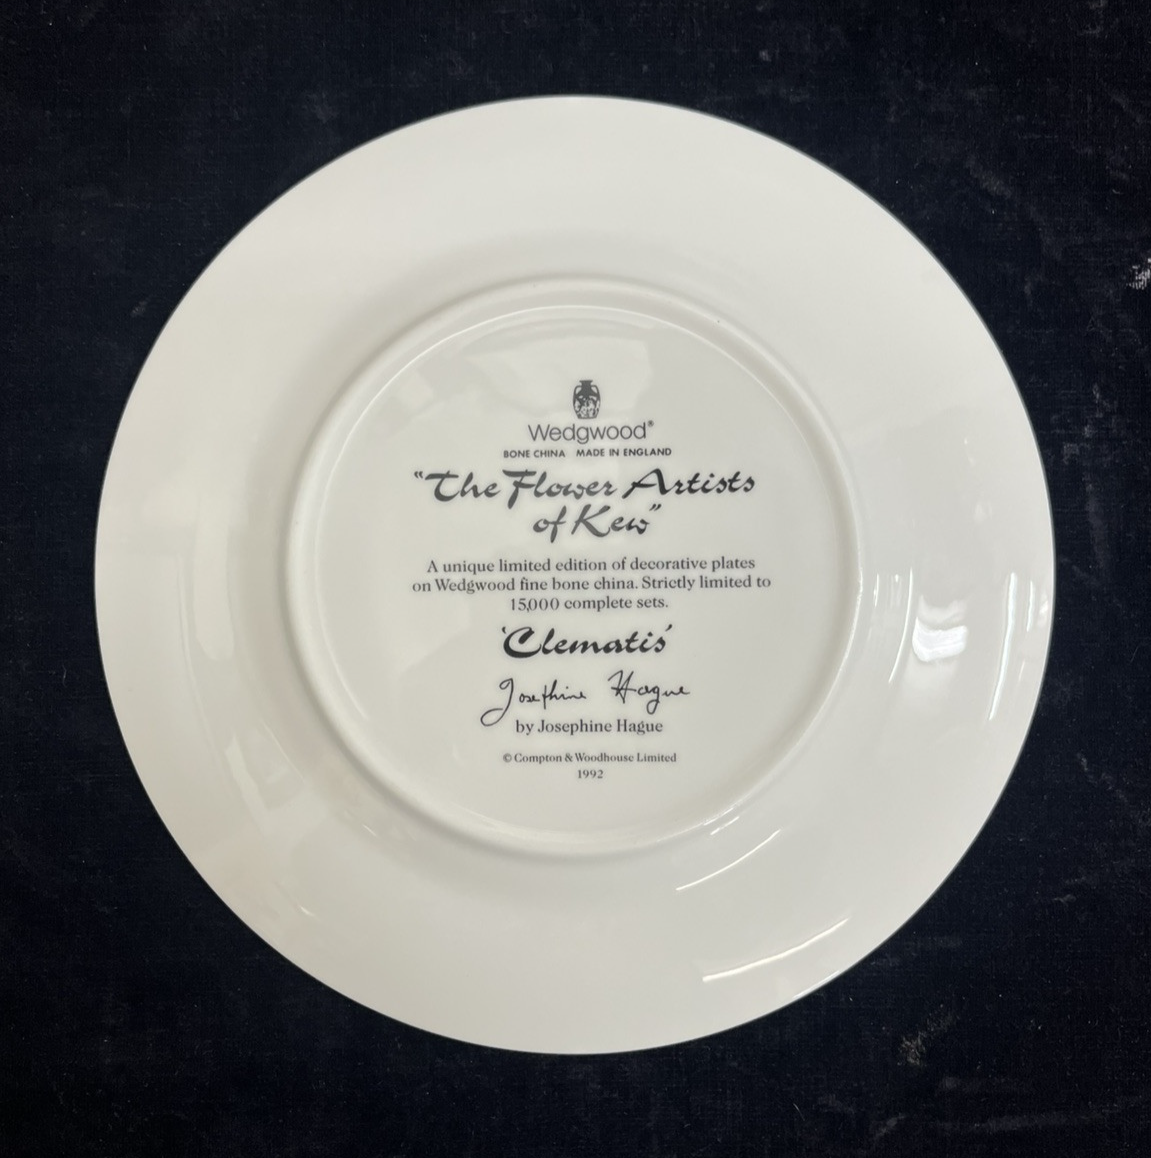 Wedgwood®
BONE CHINA MADE IN ENGLAND
"The Flower Artists
of Kew"
A unique limited edition of decorative plates
on Wedgwood fine bone china. Strictly limited to
15,000 complete sets.
'Clematis'
Josephine Hague
by Josephine Hague
© Compton & Woodhouse Limited
1992